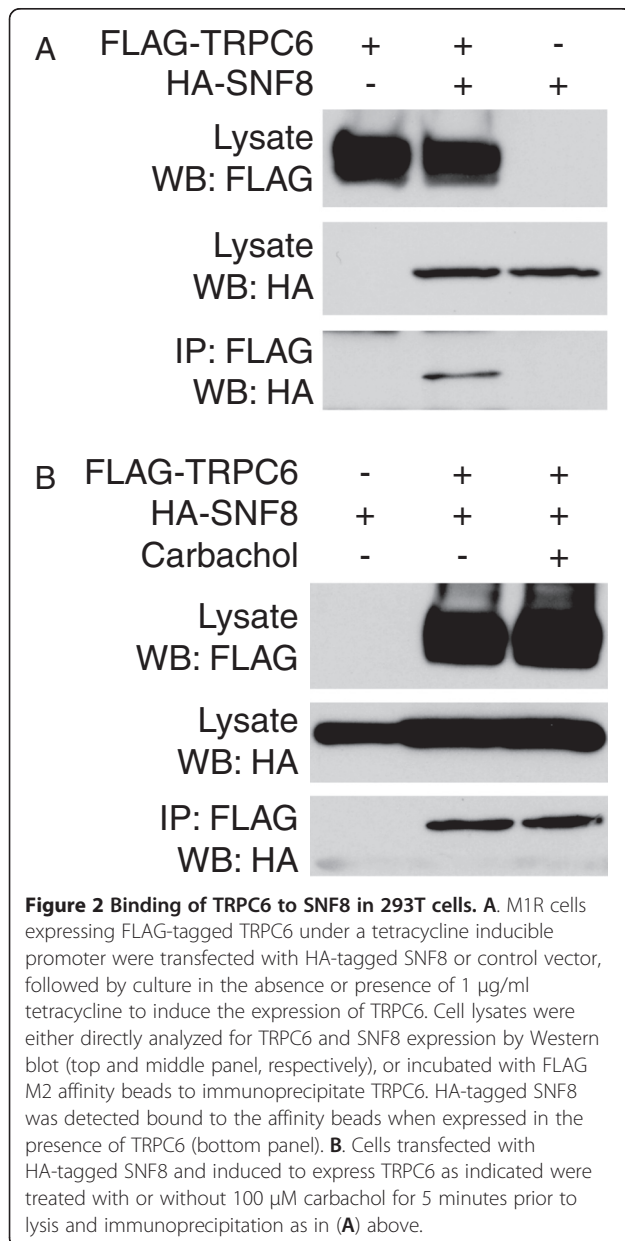 A FLAG-TRPC6 + + -
HA-SNF8 - + +
Lysate
WB: FLAG
Lysate
WB: HA
IP: FLAG
WB: HA
B FLAG-TRPC6 - + +
HA-SNF8 + + +
Carbachol - - +
Lysate
WB: FLAG
Lysate
WB: HA
IP: FLAG
WB: HA
Figure 2 Binding of TRPC6 to SNF8 in 293T cells. A. M1R cells
expressing FLAG-tagged TRPC6 under a tetracycline inducible
promoter were transfected with HA-tagged SNF8 or control vector,
followed by culture in the absence or presence of 1 μg/ml
tetracycline to induce the expression of TRPC6. Cell lysates were
either directly analyzed for TRPC6 and SNF8 expression by Western
blot (top and middle panel, respectively), or incubated with FLAG
M2 affinity beads to immunoprecipitate TRPC6. HA-tagged SNF8
was detected bound to the affinity beads when expressed in the
presence of TRPC6 (bottom panel). B. Cells transfected with
HA-tagged SNF8 and induced to express TRPC6 as indicated were
treated with or without 100 μM carbachol for 5 minutes prior to
lysis and immunoprecipitation as in (A) above.